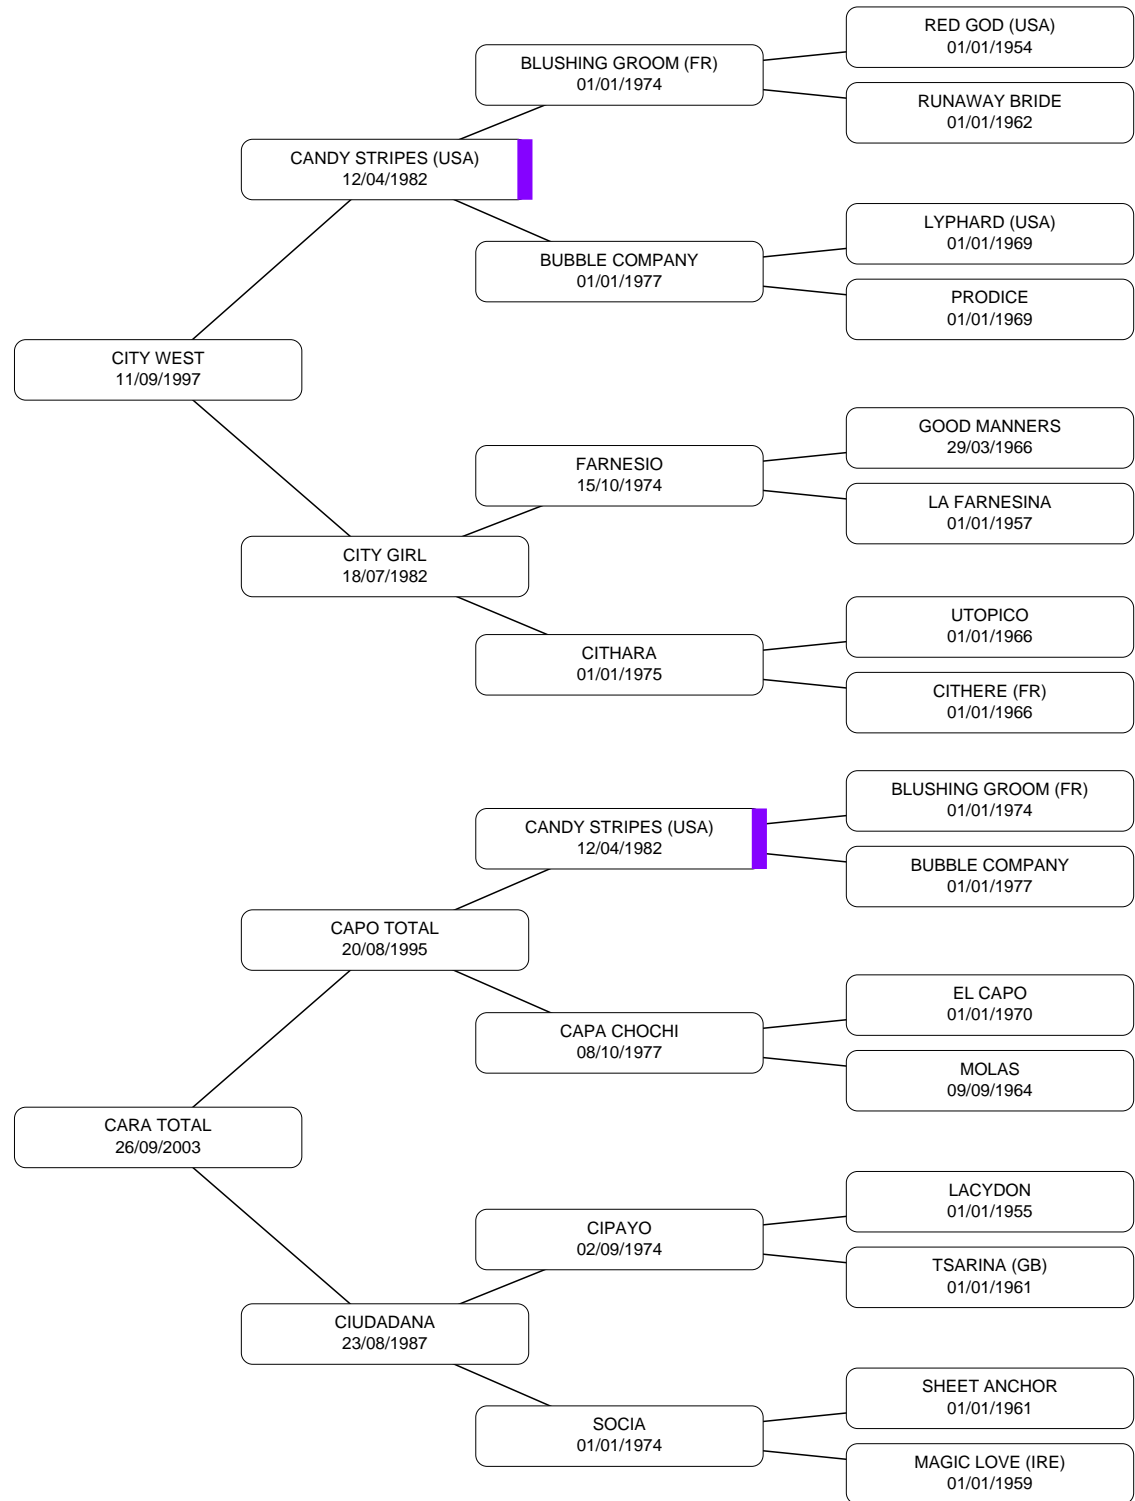 RED GOD (USA)
01/01/1954
BLUSHING GROOM (FR)
01/01/1974
RUNAWAY BRIDE
01/01/1962
CANDY STRIPES (USA)
12/04/1982
LYPHARD (USA)
01/01/1969
BUBBLE COMPANY
01/01/1977
PRODICE
01/01/1969
CITY WEST
11/09/1997
GOOD MANNERS
29/03/1966
FARNESIO
15/10/1974
LA FARNESINA
01/01/1957
CITY GIRL
18/07/1982
UTOPICO
01/01/1966
CITHARA
01/01/1975
CITHERE (FR)
01/01/1966
BLUSHING GROOM (FR)
01/01/1974
CANDY STRIPES (USA)
12/04/1982
BUBBLE COMPANY
01/01/1977
CAPO TOTAL
20/08/1995
EL CAPO
01/01/1970
CAPA CHOCHI
08/10/1977
MOLAS
09/09/1964
CARA TOTAL
26/09/2003
LACYDON
01/01/1955
CIPAYO
02/09/1974
TSARINA (GB)
01/01/1961
CIUDADANA
23/08/1987
SHEET ANCHOR
01/01/1961
SOCIA
01/01/1974
MAGIC LOVE (IRE)
01/01/1959